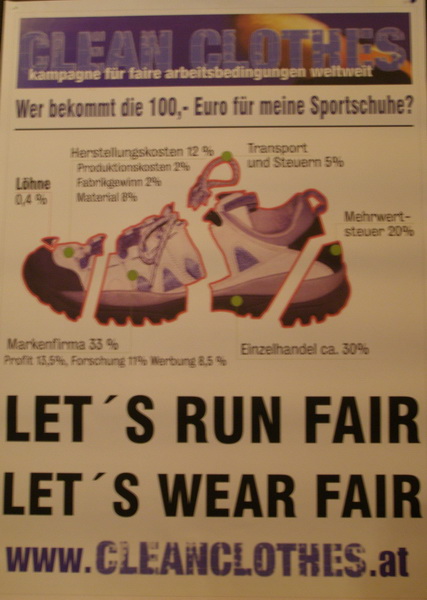 CLEAN CLOTHES
kampagne für faire arbeitsbedingungen weltweit
Wer bekommt die 100,- Euro für meine Sportschuhe?
Herstellungskosten 12 %
Produktionskosten 2%
Fabrikgewinn 2%
Material 8%
Transport
und Steuern 5%
Löhne
0,4 %
Mehrwert-
steuer 20%
Markenfirma 33 %
Profit 13,5%, Forschung 11% Werbung 8,5 %
Einzelhandel ca. 30%
LET´S RUN FAIR
LET´S WEAR FAIR
www.CLEANCLOTHES.at